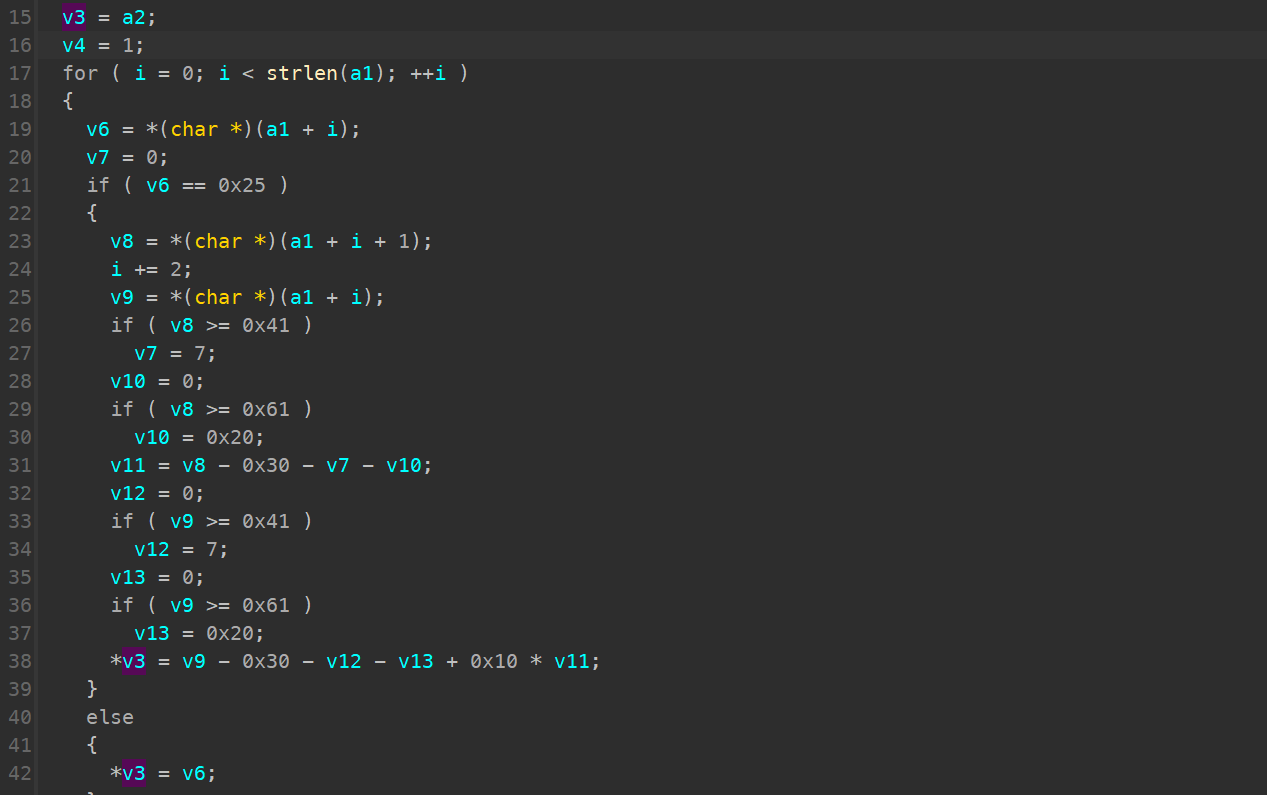 15 v3 = a2;
16 v4 = 1;
17 for ( i = 0; i < strlen(a1); ++i )
18 {
19 v6 = *(char *)(a1 + i);
20 v7 = 0;
21 if ( v6 == 0x25 )
22 {
23 v8 = *(char *)(a1 + i + 1);
24 i += 2;
25 v9 = *(char *)(a1 + i);
26 if ( v8 >= 0x41 )
27 v7 = 7;
28 v10 = 0;
29 if ( v8 >= 0x61 )
30 v10 = 0x20;
31 v11 = v8 - 0x30 - v7 - v10;
32 v12 = 0;
33 if ( v9 >= 0x41 )
34 v12 = 7;
35 v13 = 0;
36 if ( v9 >= 0x61 )
37 v13 = 0x20;
38 *v3 = v9 - 0x30 - v12 - v13 + 0x10 * v11;
39 }
40 else
41 {
42 *v3 = v6;